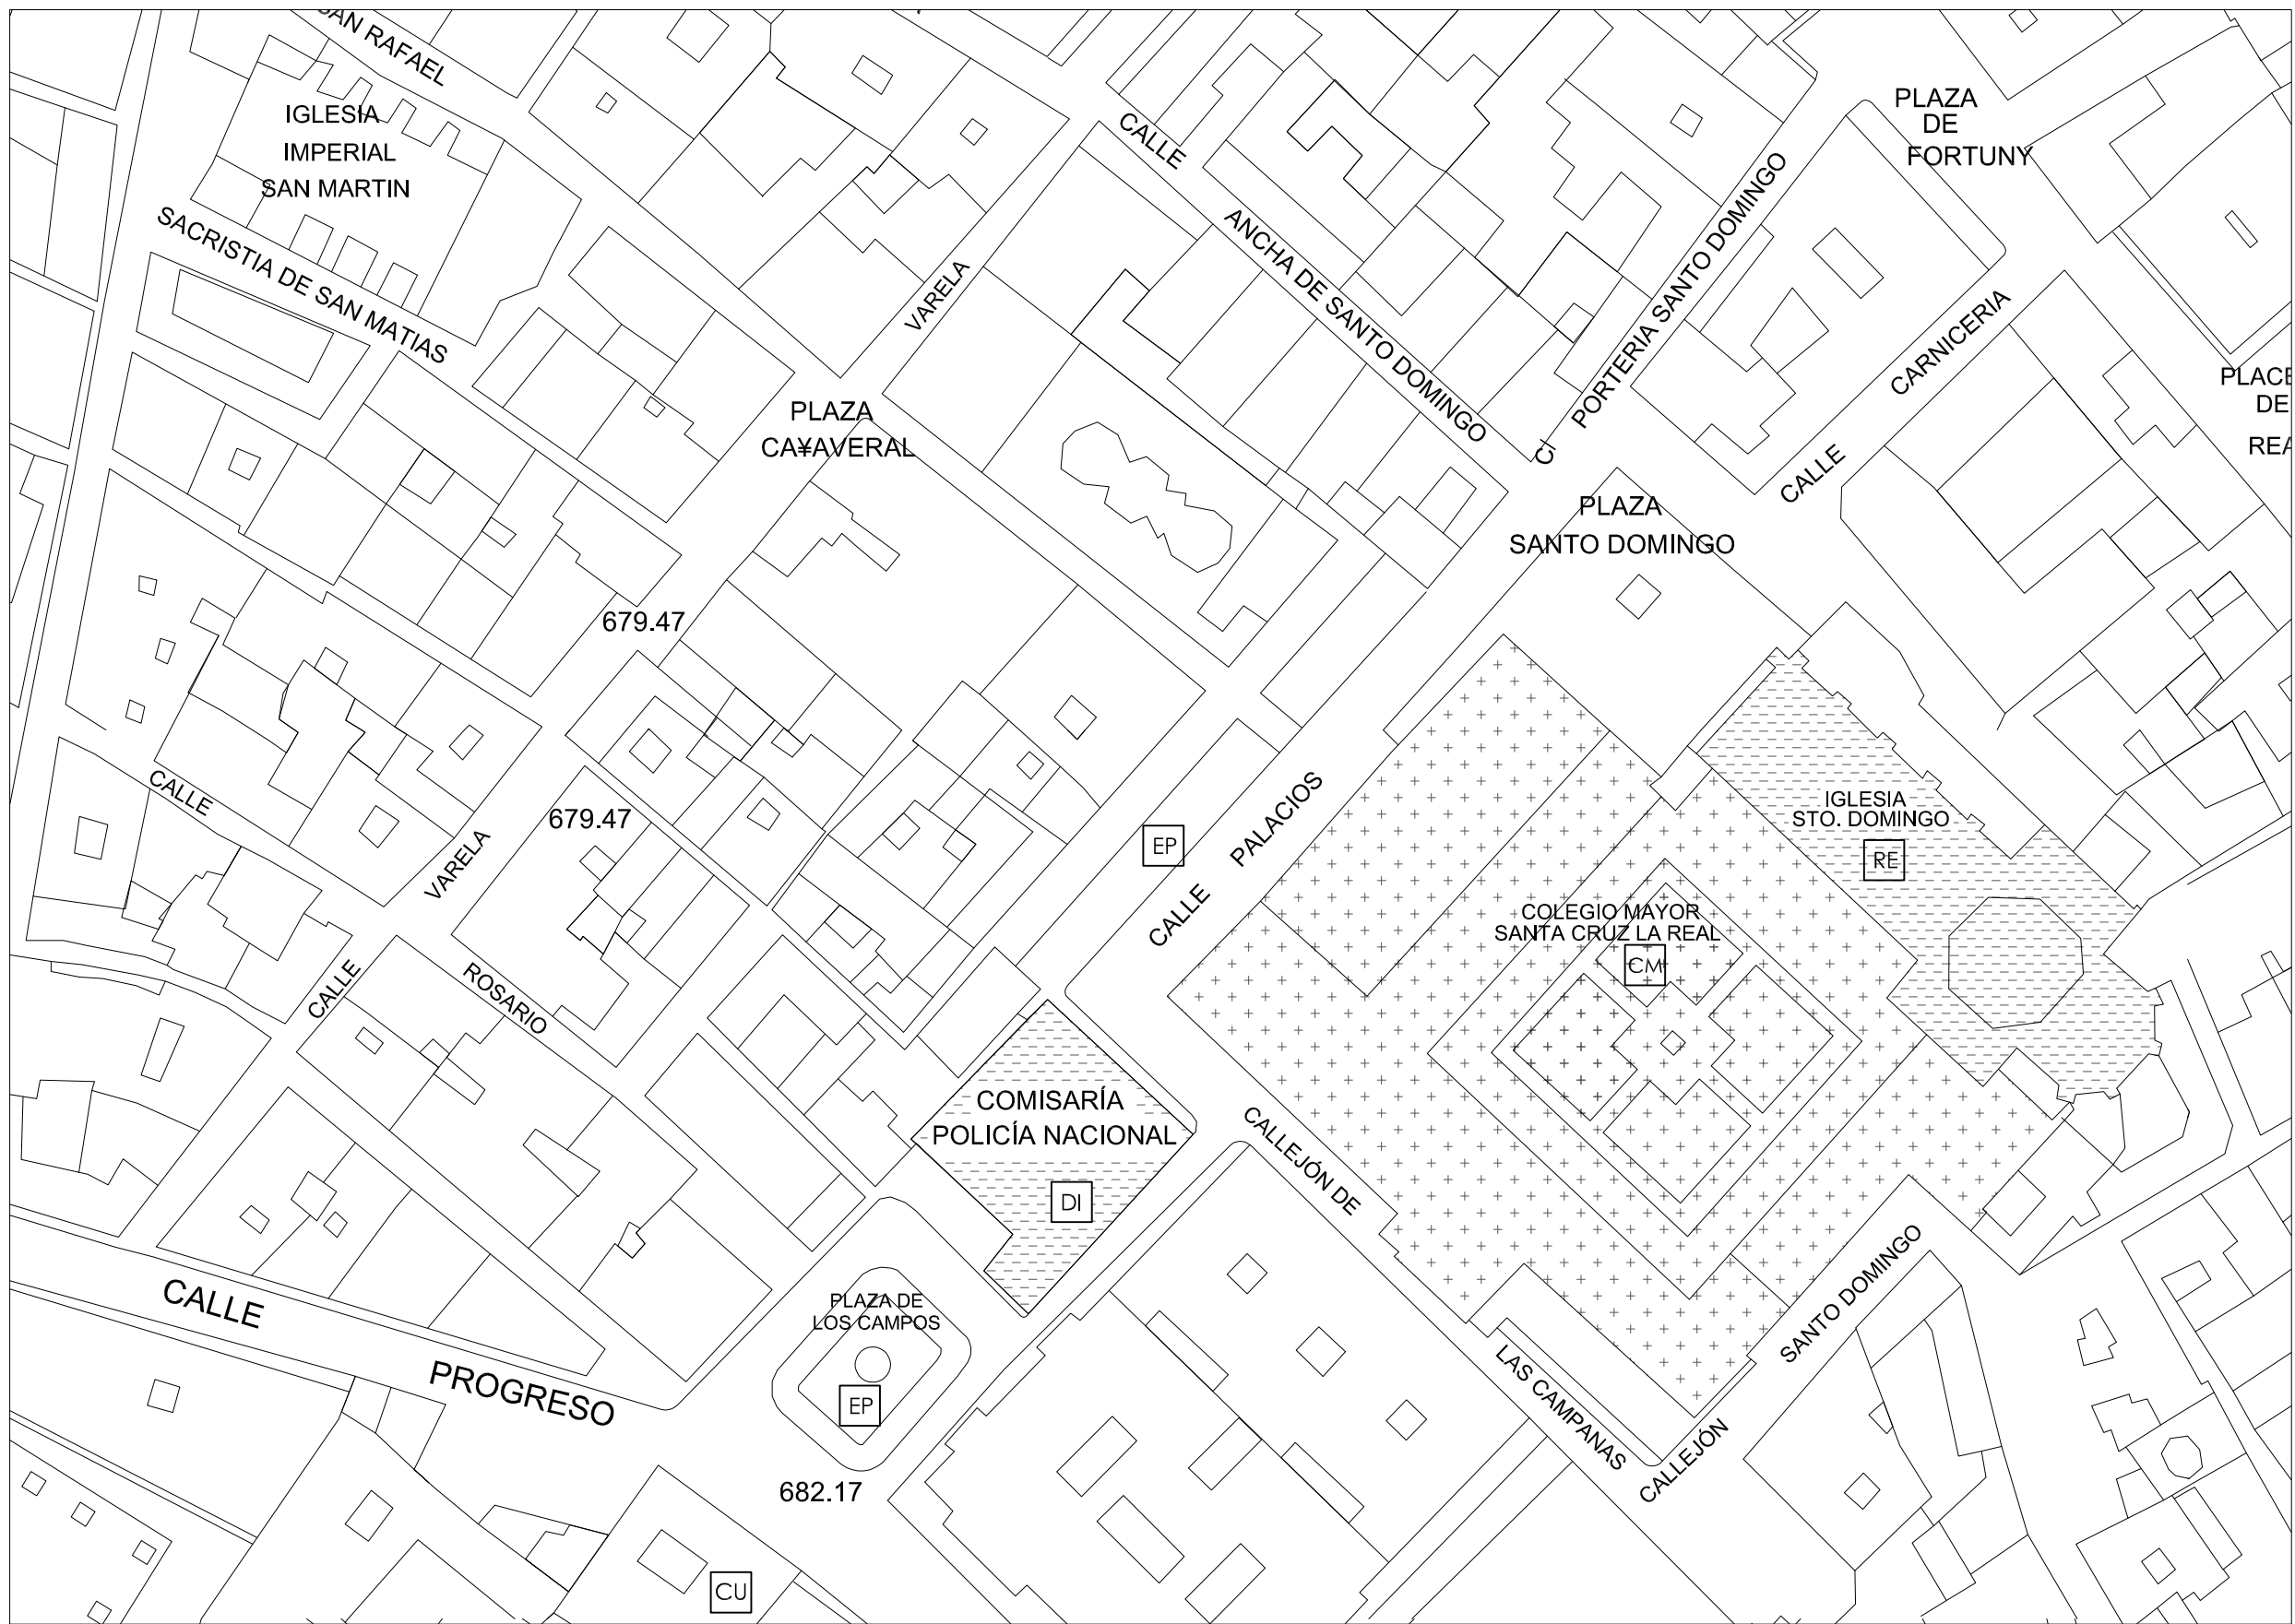 SAN RAFAEL
IGLESIA
IMPERIAL
SAN MARTIN
SACRISTIA DE SAN MATIAS
VARELA
PLAZA
CA¥AVERAL
CALLE
ANCHA DE SANTO DOMINGO
PORTERIA SANTO DOMINGO
PLAZA
DE
FORTUNY
CALLE
CARNICERIA
PLAZA
SANTO DOMINGO
DE
679.47
679.47
CALLE
VARELA
CALLE
ROSARIO
EP
CALLE
PALACIOS
IGLESIA
STO. DOMINGO
RE
COLEGIO MAYOR
SANTA CRUZ LA REAL
CM
COMISARÍA
POLICÍA NACIONAL
DI
CALLEJÓN DE
LAS CAMPANAS
CALLEJÓN
SANTO DOMINGO
CALLE
PROGRESO
PLAZA DE
LOS CAMPOS
EP
682.17
CU